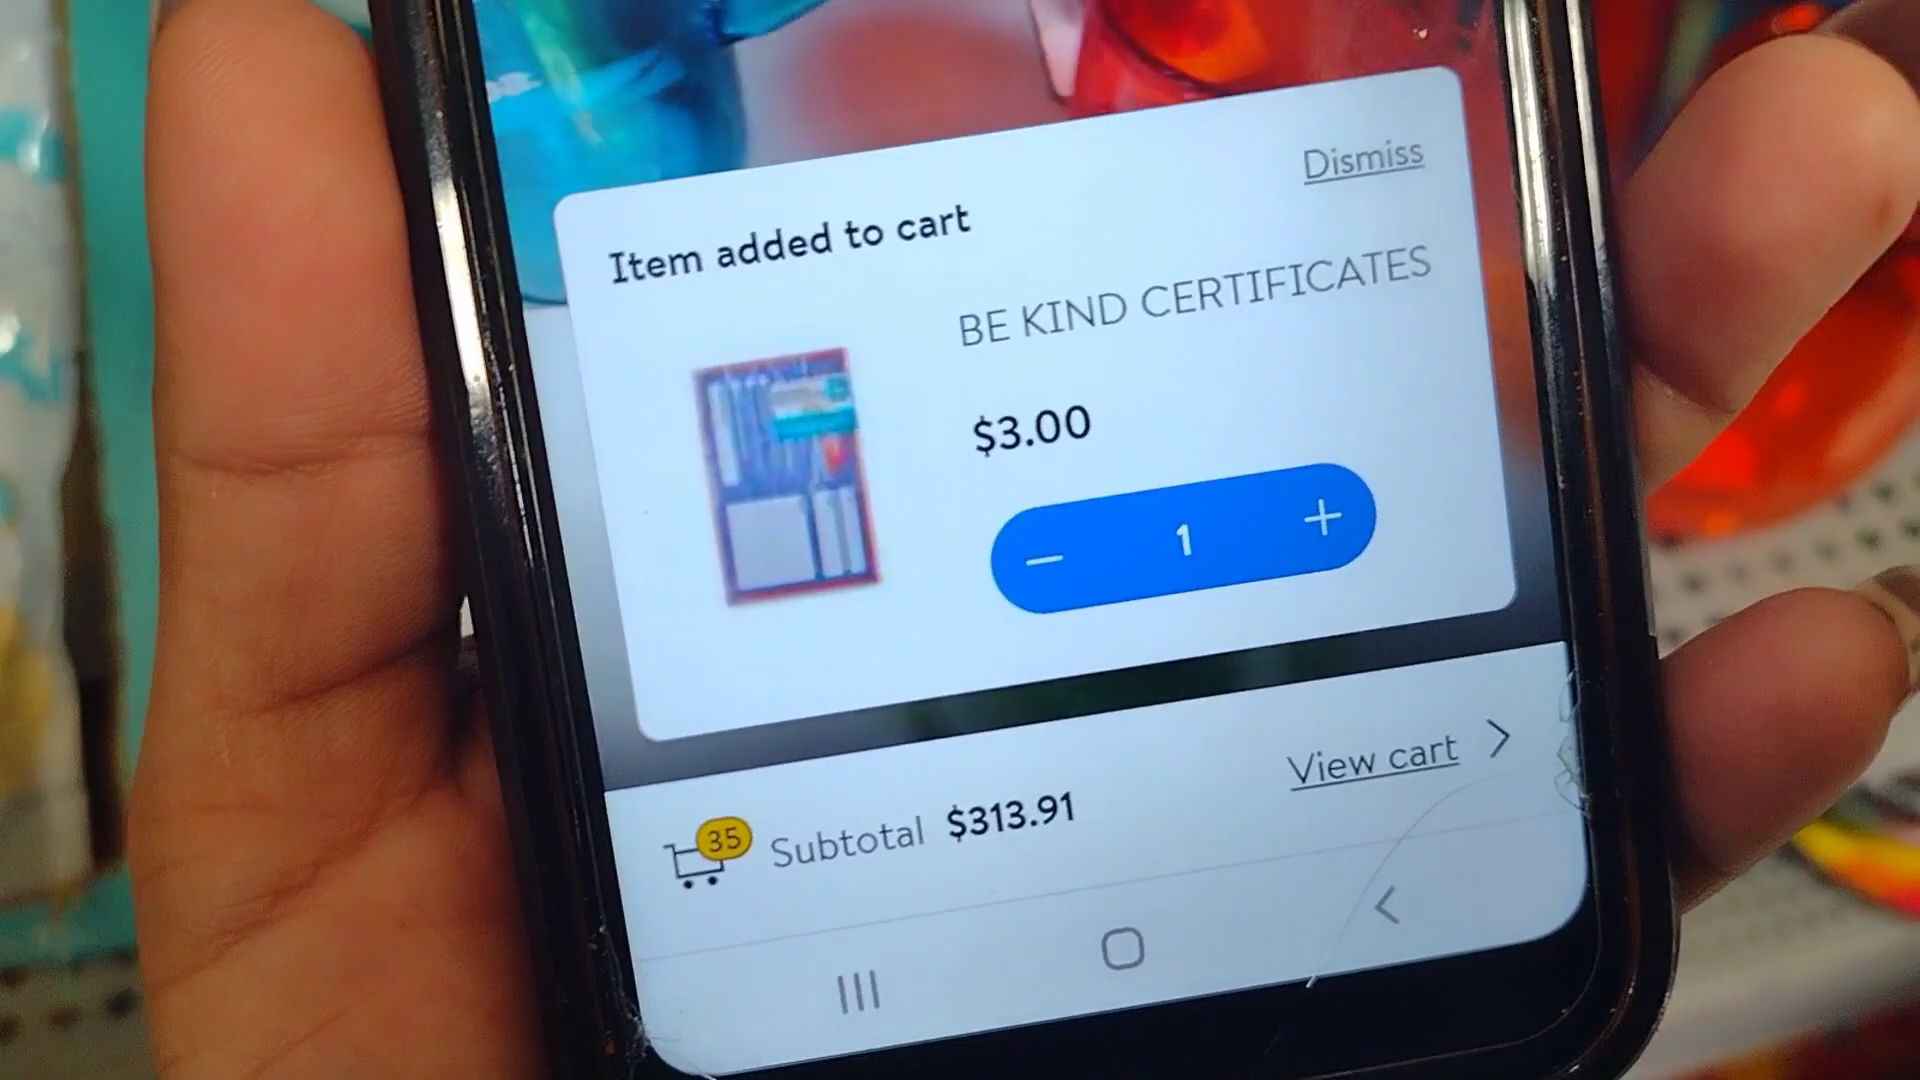 Dismiss
Item added to cart
BE KIND CERTIFICATES
$3.00
1
View cart
35 Subtotal $313.91